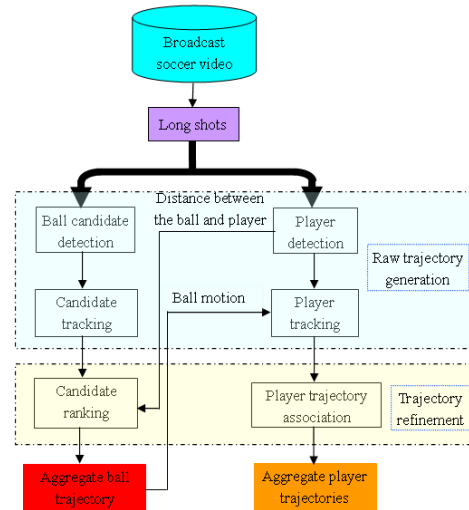 Broadcast
soccer video
Long shots
Distance between
the ball and player
Ball candidate
detection
Player
detection
Raw trajectory
generation
Candidate
tracking
Ball motion
Player
tracking
Candidate
ranking
Player trajectory
association
Trajectory
refinement
Aggregate ball
trajectory
Aggregate player
trajectories